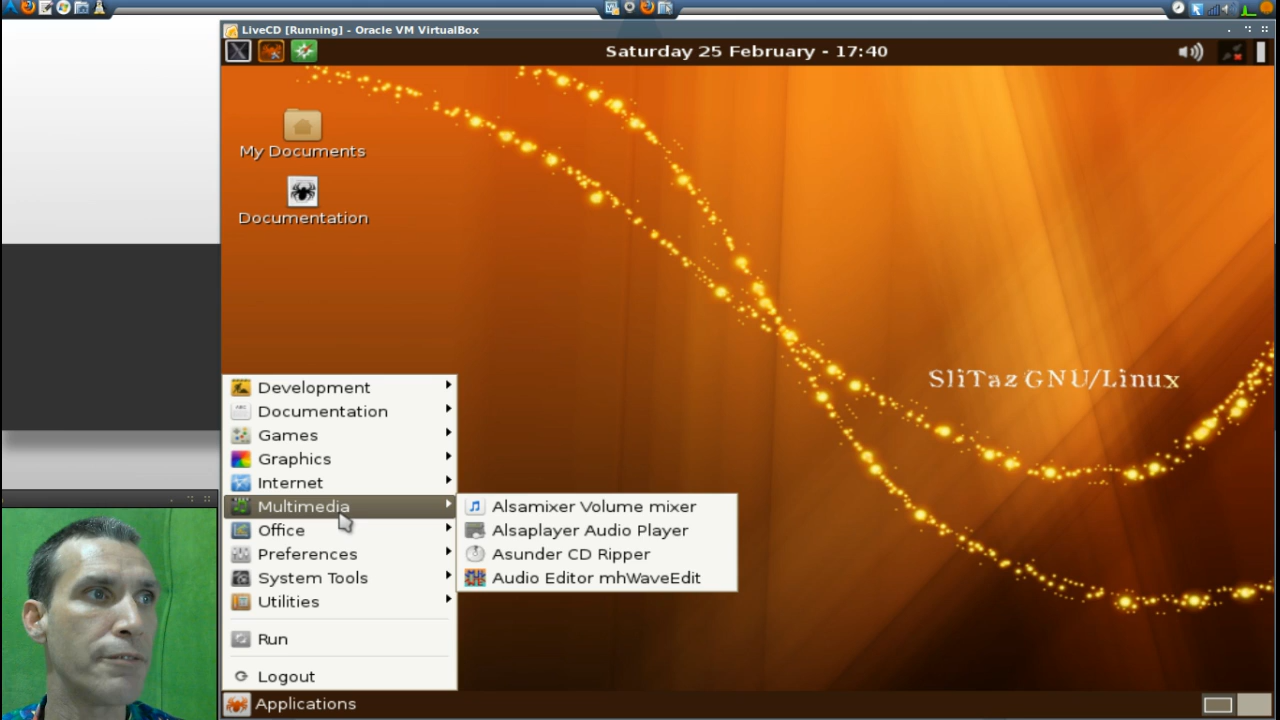 LiveCD [Running] - Oracle VM VirtualBox
Saturday 25 February - 17:40
My Documents
Documentation
SliTaz GNU/Linux
Development
Documentation
Games
Graphics
Internet
Multimedia
Office
Preferences
System Tools
Utilities
Run
Logout
Alsamixer Volume mixer
Alsaplayer Audio Player
Asunder CD Ripper
Audio Editor mhWaveEdit
Applications